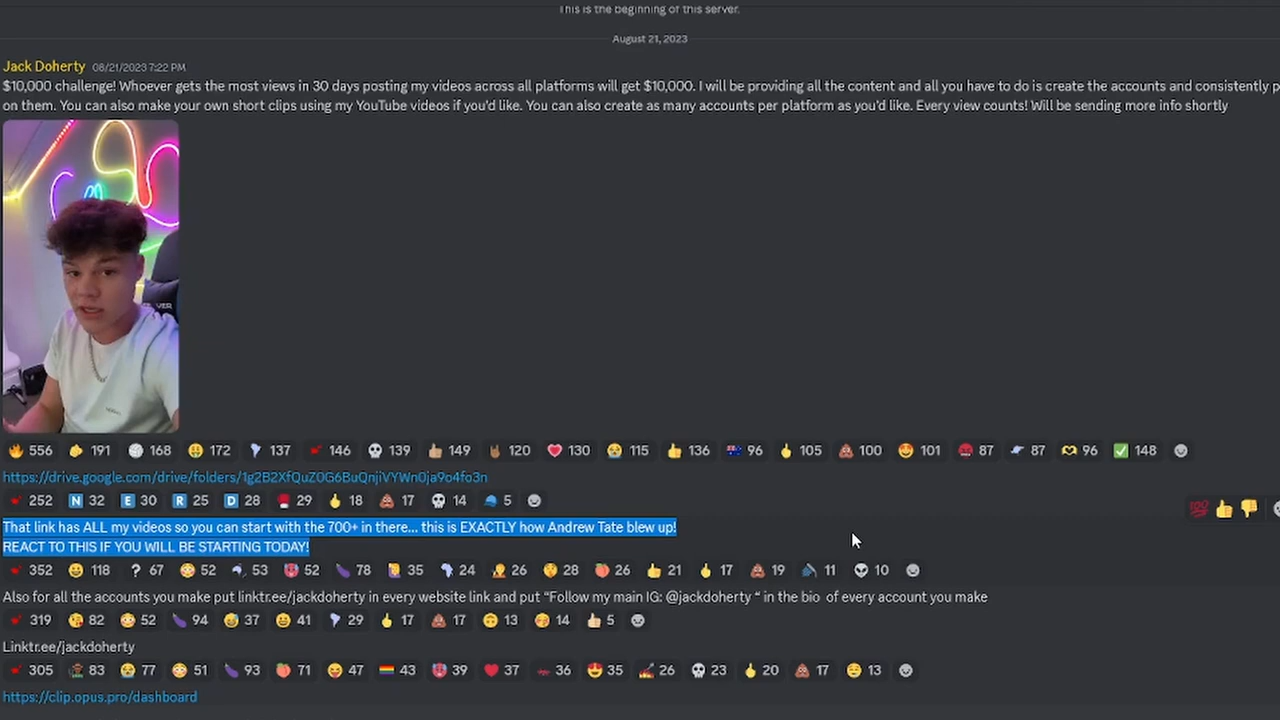 This is the beginning of this server.
August 21, 2023
Jack Doherty 08/21/2023 7:22 PM
$10,000 challenge! Whoever gets the most views in 30 days posting my videos across all platforms will get $10,000. I will be providing all the content and all you have to do is create the accounts and consistently p
on them. You can also make your own short clips using my YouTube videos if you'd like. You can also create as many accounts per platform as you'd like. Every view counts! Will be sending more info shortly
556 191 168 172 137 146 139 149 120 130 115 136 96 105 100 101 87 87 96 148
https://drive.google.com/drive/folders/1g2B2XfQuZ0G6BuQnjiVYWn0ja9o4fo3n
252 N 32 E 30 R 25 D 28 29 18 17 14 5
That link has ALL my videos so you can start with the 700+ in there... this is EXACTLY how Andrew Tate blew up!
REACT TO THIS IF YOU WILL BE STARTING TODAY!
352 118 ? 67 52 53 52 78 35 24 26 28 26 21 17 19 11 10
Also for all the accounts you make put linktr.ee/jackdoherty in every website link and put "Follow my main IG: @jackdoherty " in the bio of every account you make
319 82 52 94 37 41 29 17 17 13 14 5
Linktr.ee/jackdoherty
305 83 77 51 93 71 47 43 39 37 36 35 26 23 20 17 13
https://clip.opus.pro/dashboard